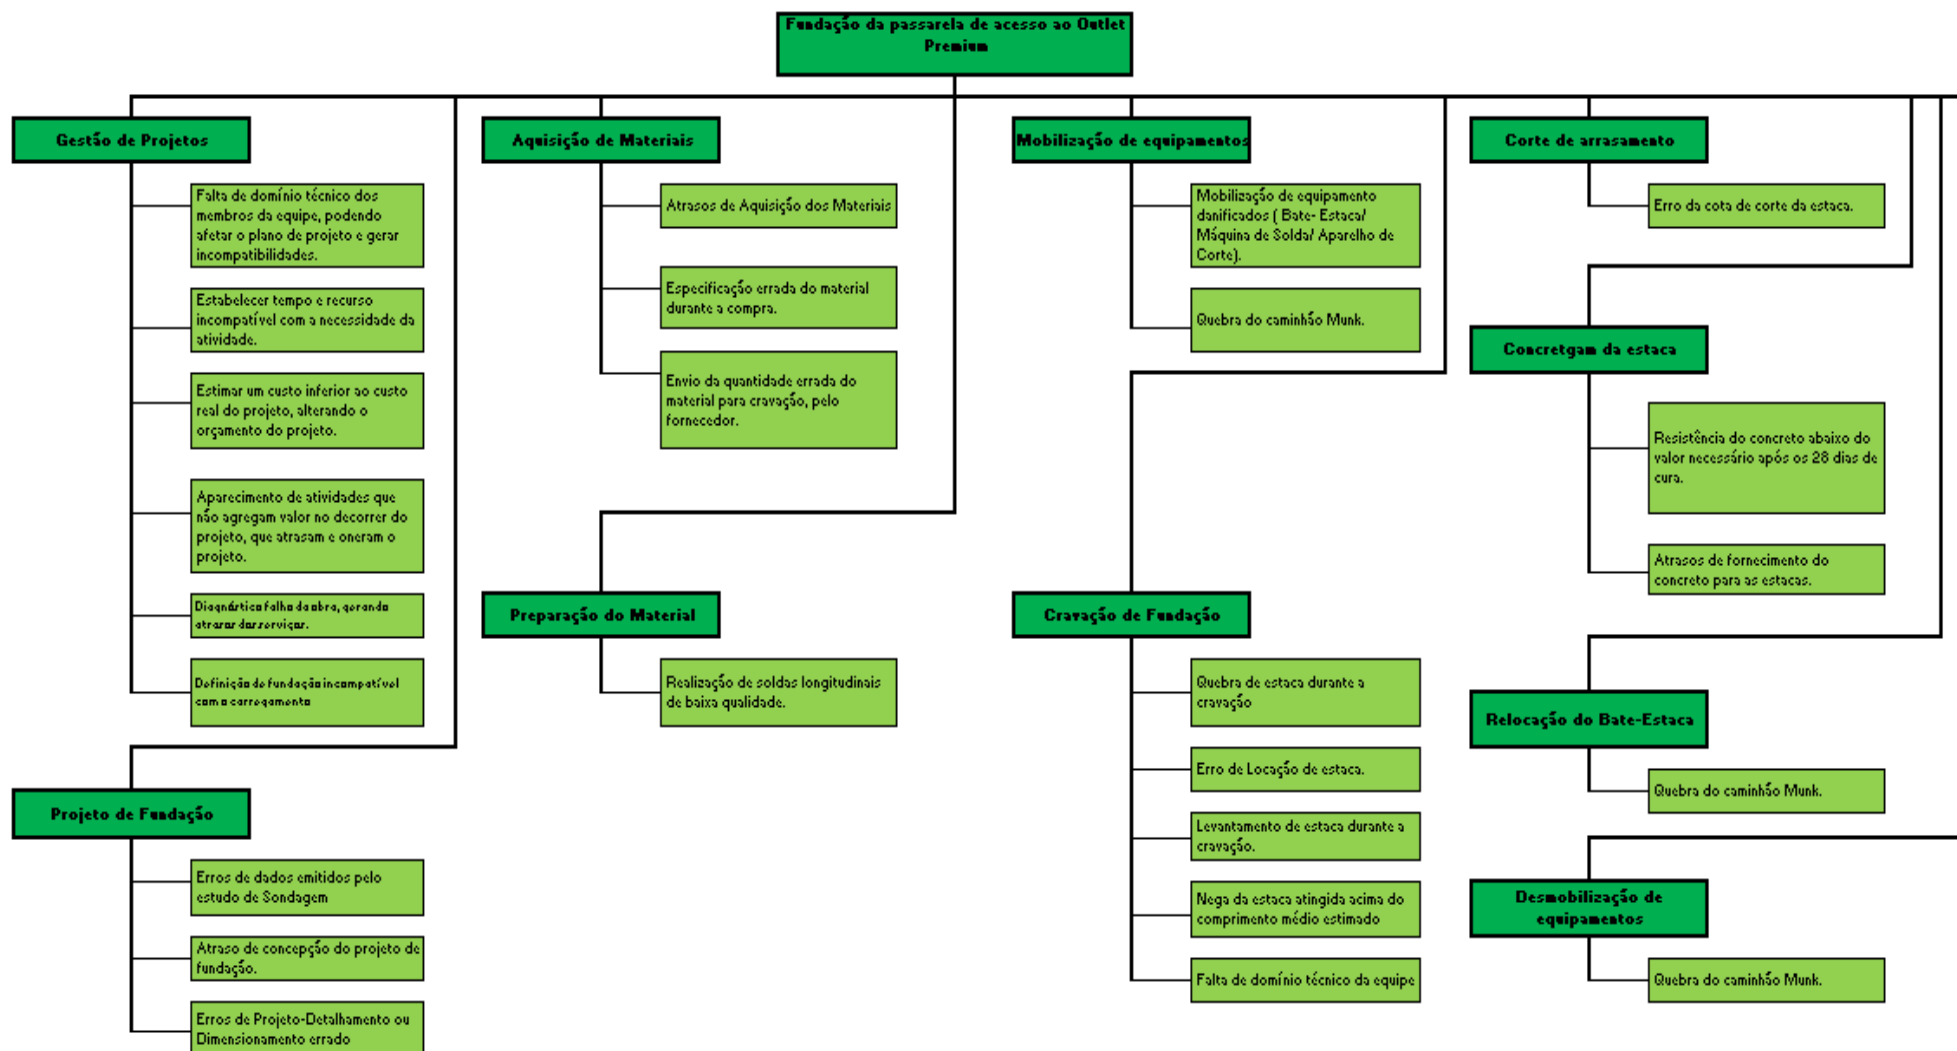 Fundação da passarela de acesso ao Outlet
Premium
Gestão de Projetos
Falta de domínio técnico dos
membros da equipe, podendo
afetar o plano de projeto e gerar
incompatibilidades.
Estabelecer tempo e recurso
incompatível com a necessidade da
atividade.
Estimar um custo inferior ao custo
real do projeto, alterando o
orçamento do projeto.
Aparecimento de atividades que
não agregam valor no decorrer do
projeto, que atrasam e oneram o
projeto.
Diagnóstico falho da obra, gerando
atrasos dos serviços.
Definição de fundação incompatível
com o carregamento
Projeto de Fundação
Erros de dados emitidos pelo
estudo de Sondagem
Atraso de concepção do projeto de
fundação.
Erros de Projeto-Detalhamento ou
Dimensionamento errado
Aquisição de Materiais
Atrasos de Aquisição dos Materiais
Especificação errada do material
durante a compra.
Envio da quantidade errada do
material para cravação, pelo
fornecedor.
Preparação do Material
Realização de soldas longitudinais
de baixa qualidade.
Mobilização de equipamentos
Mobilização de equipamento
danificados ( Bate- Estaca/
Máquina de Solda/ Aparelho de
Corte).
Quebra do caminhão Munk.
Cravação de Fundação
Quebra de estaca durante a
cravação
Erro de Locação de estaca.
Levantamento de estaca durante a
cravação.
Nega da estaca atingida acima do
comprimento médio estimado
Falta de domínio técnico da equipe
Corte de arrasamento
Erro da cota de corte da estaca.
Concretgam da estaca
Resistência do concreto abaixo do
valor necessário após os 28 dias de
cura.
Atrasos de fornecimento do
concreto para as estacas.
Relocação do Bate-Estaca
Quebra do caminhão Munk.
Desmobilização de
equipamentos
Quebra do caminhão Munk.